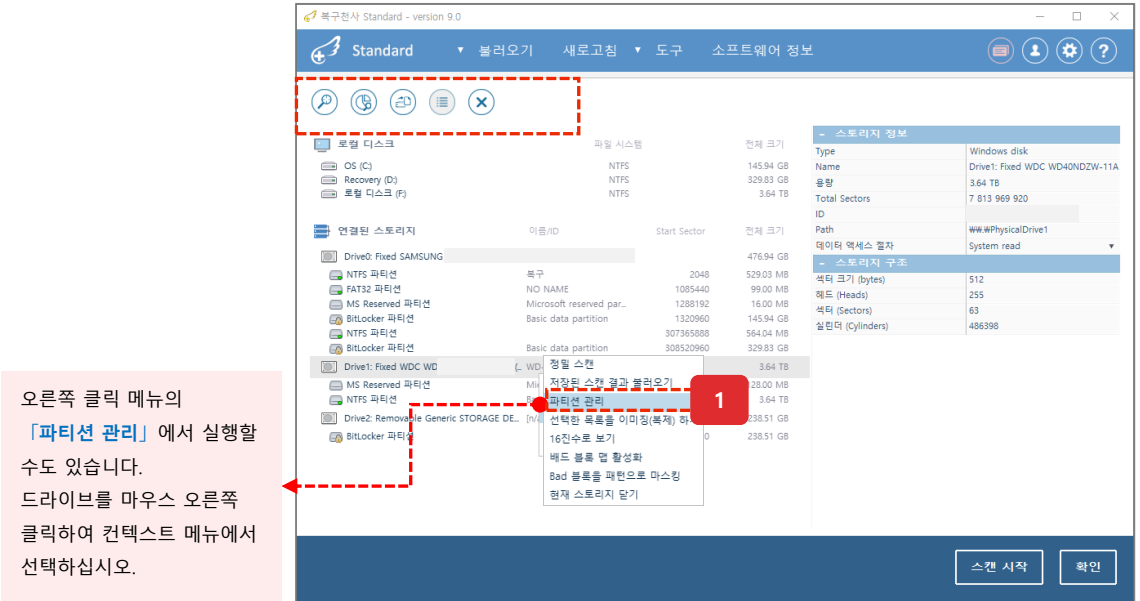 복구천사 Standard - version 9.0
Standard ▼ 불러오기 새로고침 ▼ 도구 소프트웨어 정보
로컬 디스크 파일 시스템 전체 크기
OS (C:) NTFS 145.94 GB
Recovery (D:) NTFS 329.83 GB
로컬 디스크 (F:) NTFS 3.64 TB
연결된 스토리지 이름/ID Start Sector 전체 크기
Drive0: Fixed SAMSUNG 476.94 GB
NTFS 파티션 복구 2048 529.03 MB
FAT32 파티션 NO NAME 1085440 99.00 MB
MS Reserved 파티션 Microsoft reserved par... 1288192 16.00 MB
BitLocker 파티션 Basic data partition 1320960 145.94 GB
NTFS 파티션 307365888 564.04 MB
BitLocker 파티션 Basic data partition 308520960 329.83 GB
Drive1: Fixed WDC WD (... WD- 3.64 TB
MS Reserved 파티션 28.00 MB
NTFS 파티션 3.64 TB
Drive2: Removable Generic STORAGE DE... 238.51 GB
BitLocker 파티션 0 238.51 GB
정밀 스캔
저장된 스캔 결과 불러오기
파티션 관리
1
선택한 목록을 이미징(복제) 하
16진수로 보기
배드 블록 맵 활성화
Bad 블록을 패턴으로 마스킹
현재 스토리지 닫기
- 스토리지 정보
Type Windows disk
Name Drive1: Fixed WDC WD40NDZW-11A
용량 3.64 TB
Total Sectors 7 813 969 920
ID
Path ₩₩.₩PhysicalDrive1
데이터 액세스 절차 System read ▼
- 스토리지 구조
섹터 크기 (bytes) 512
헤드 (Heads) 255
섹터 (Sectors) 63
실린더 (Cylinders) 486398
오른쪽 클릭 메뉴의
「파티션 관리」에서 실행할
수도 있습니다.
드라이브를 마우스 오른쪽
클릭하여 컨텍스트 메뉴에서
선택하십시오.
스캔 시작 확인